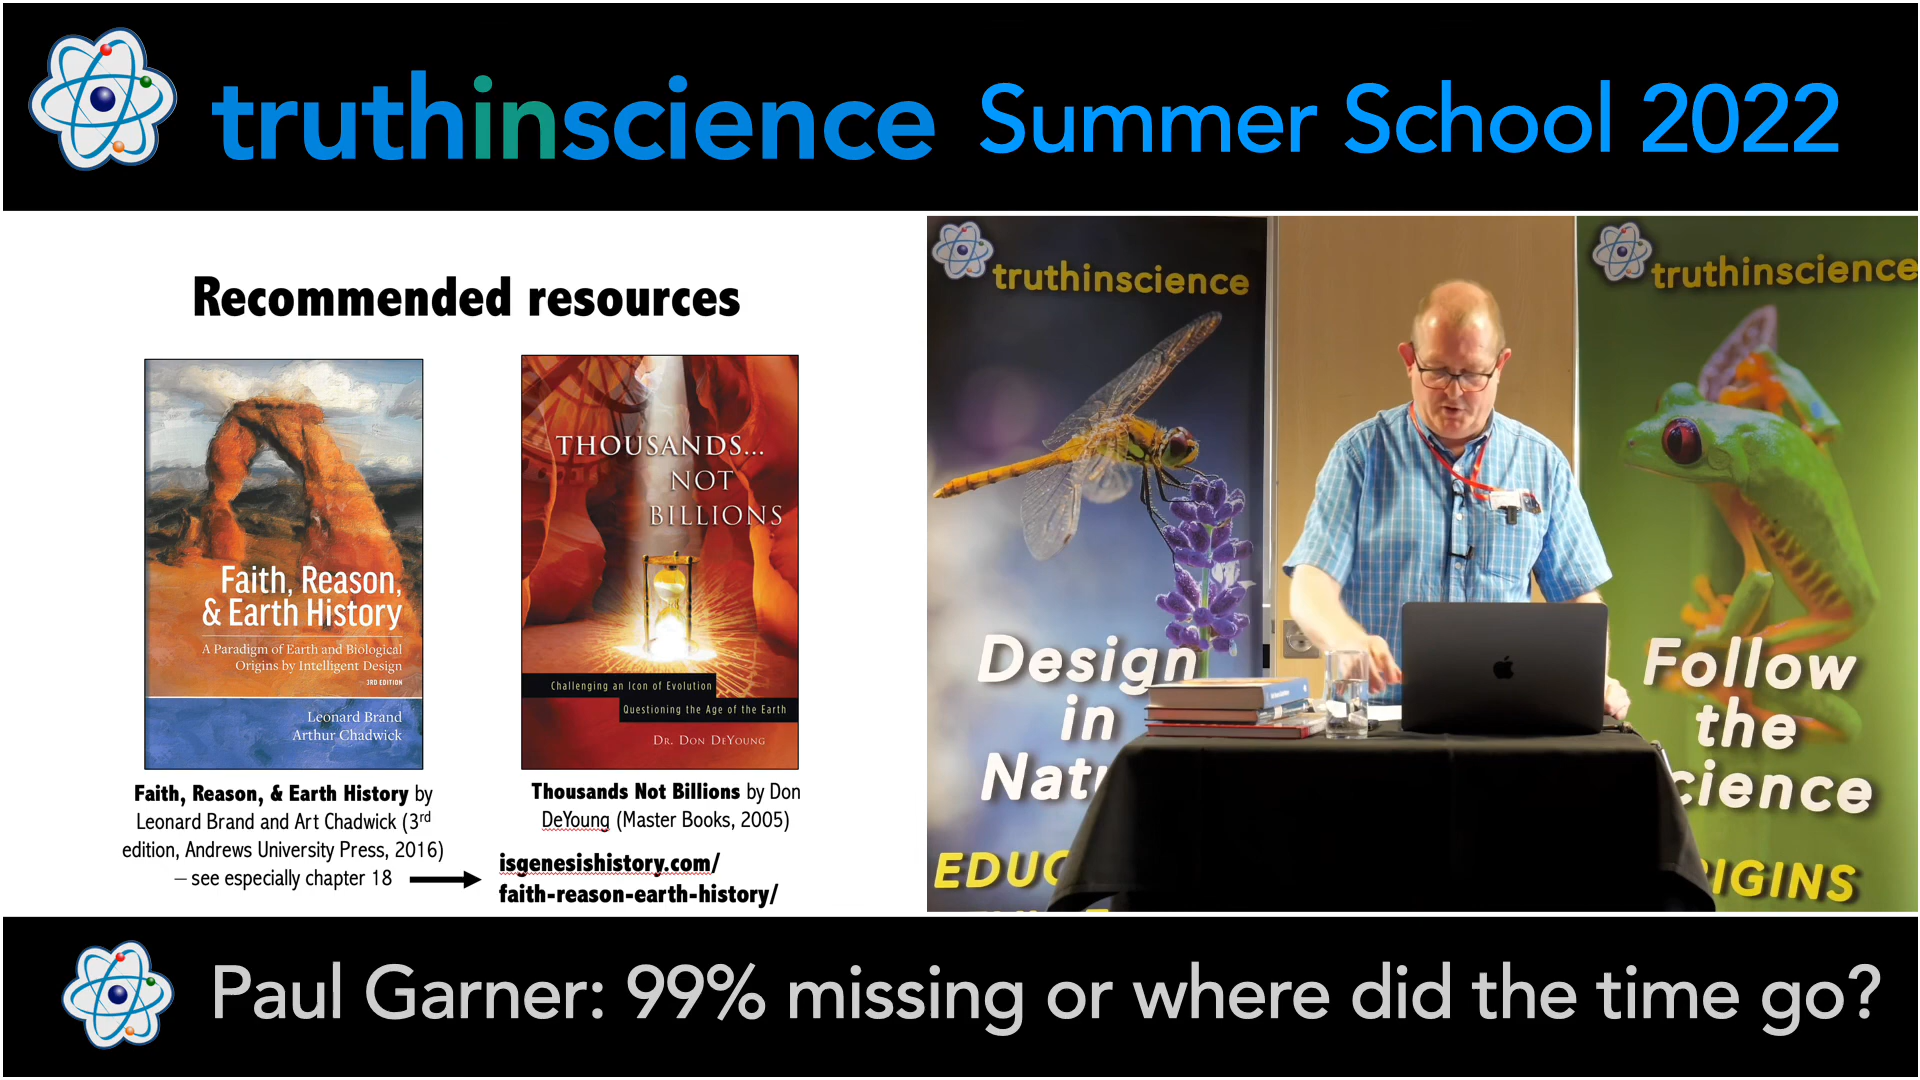 truthinscience Summer School 2022
Recommended resources
Faith, Reason,
& Earth History
A Paradigm of Earth and Biological
Origins by Intelligent Design
3RD EDITION
Leonard Brand
Arthur Chadwick
THOUSANDS...
NOT
BILLIONS
Challenging an Icon of Evolution
Questioning the Age of the Earth
DR. DON DEYOUNG
Faith, Reason, & Earth History by
Leonard Brand and Art Chadwick (3rd
edition, Andrews University Press, 2016)
– see especially chapter 18
Thousands Not Billions by Don
DeYoung (Master Books, 2005)
isgenesishistory.com/
faith-reason-earth-history/
truthinscience
Design
in
Natu
EDUC
truthinscience
Follow
the
cience
IGINS
Paul Garner: 99% missing or where did the time go?